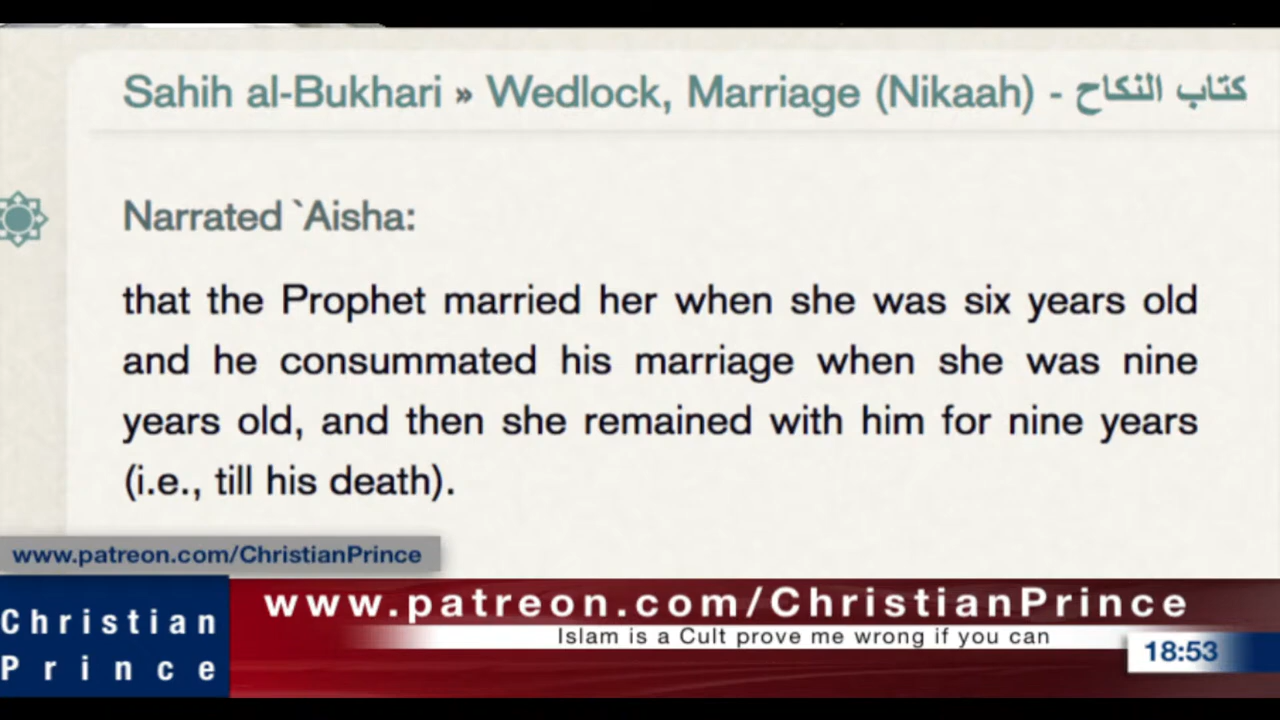 Sahih al-Bukhari » Wedlock, Marriage (Nikaah) - كتاب النكاح
Narrated `Aisha:
that the Prophet married her when she was six years old
and he consummated his marriage when she was nine
years old, and then she remained with him for nine years
(i.e., till his death).
www.patreon.com/ChristianPrince
Christian
Prince
www.patreon.com/ChristianPrince
Islam is a Cult prove me wrong if you can
18:53